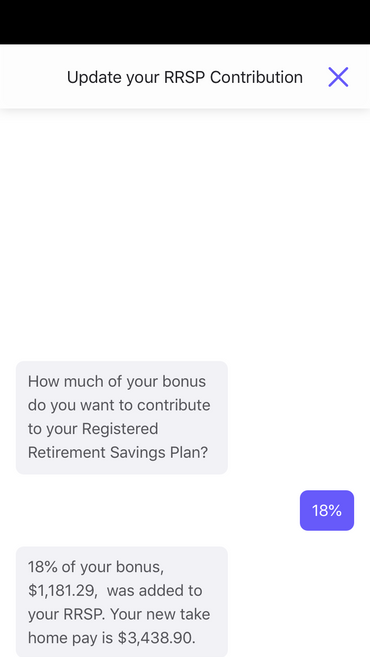 Update your RRSP Contribution
How much of your bonus
do you want to contribute
to your Registered
Retirement Savings Plan?
18%
18% of your bonus,
$1,181.29,  was added to
your RRSP. Your new take
home pay is $3,438.90.